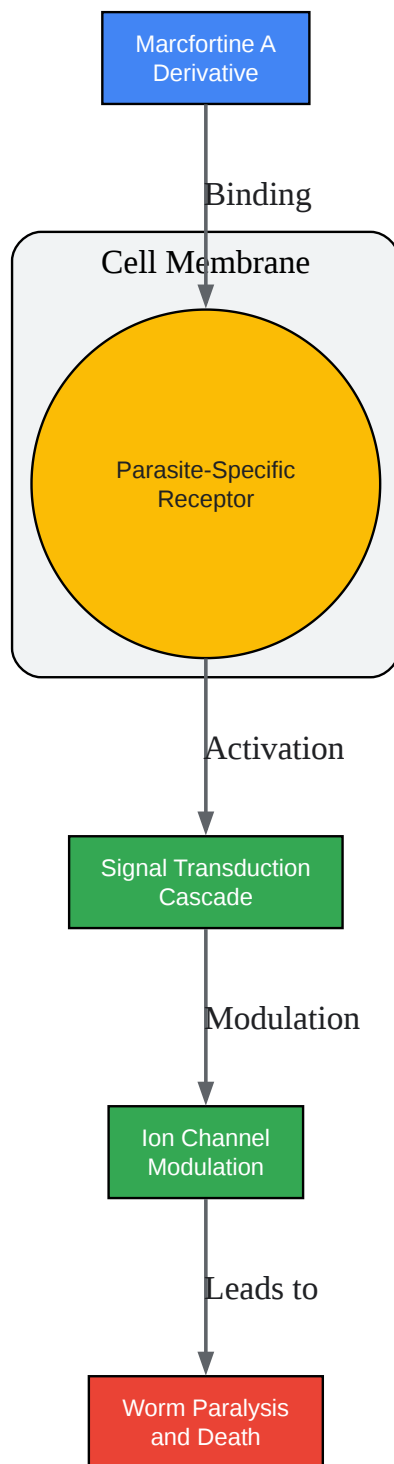 Marcfortine A
Derivative
Binding
Cell Membrane
Parasite-Specific
Receptor
Activation
Signal Transduction
Cascade
Modulation
Ion Channel
Modulation
Leads to
Worm Paralysis
and Death